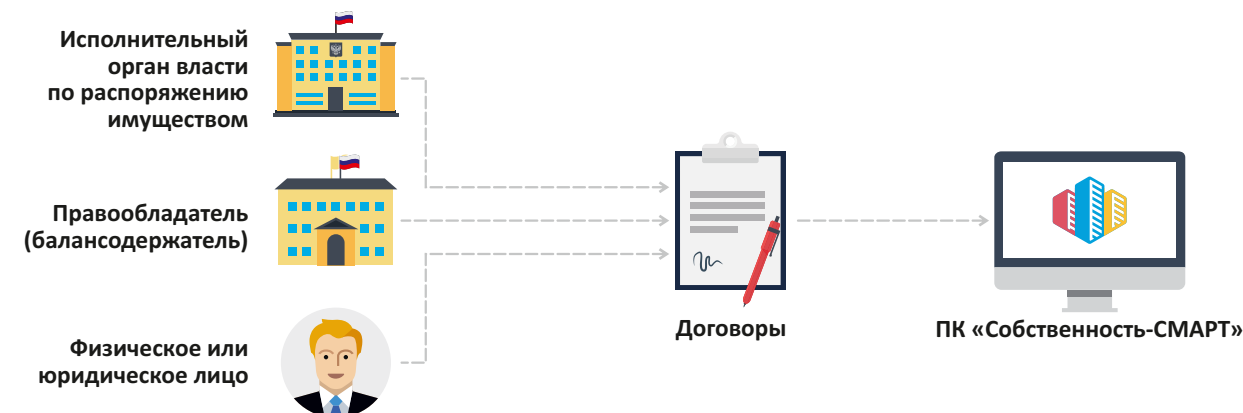 Исполнительный
орган власти
по распоряжению
имуществом
Правообладатель
(балансодержатель)
Физическое или
юридическое лицо
Договоры
ПК «Собственность-СМАРТ»